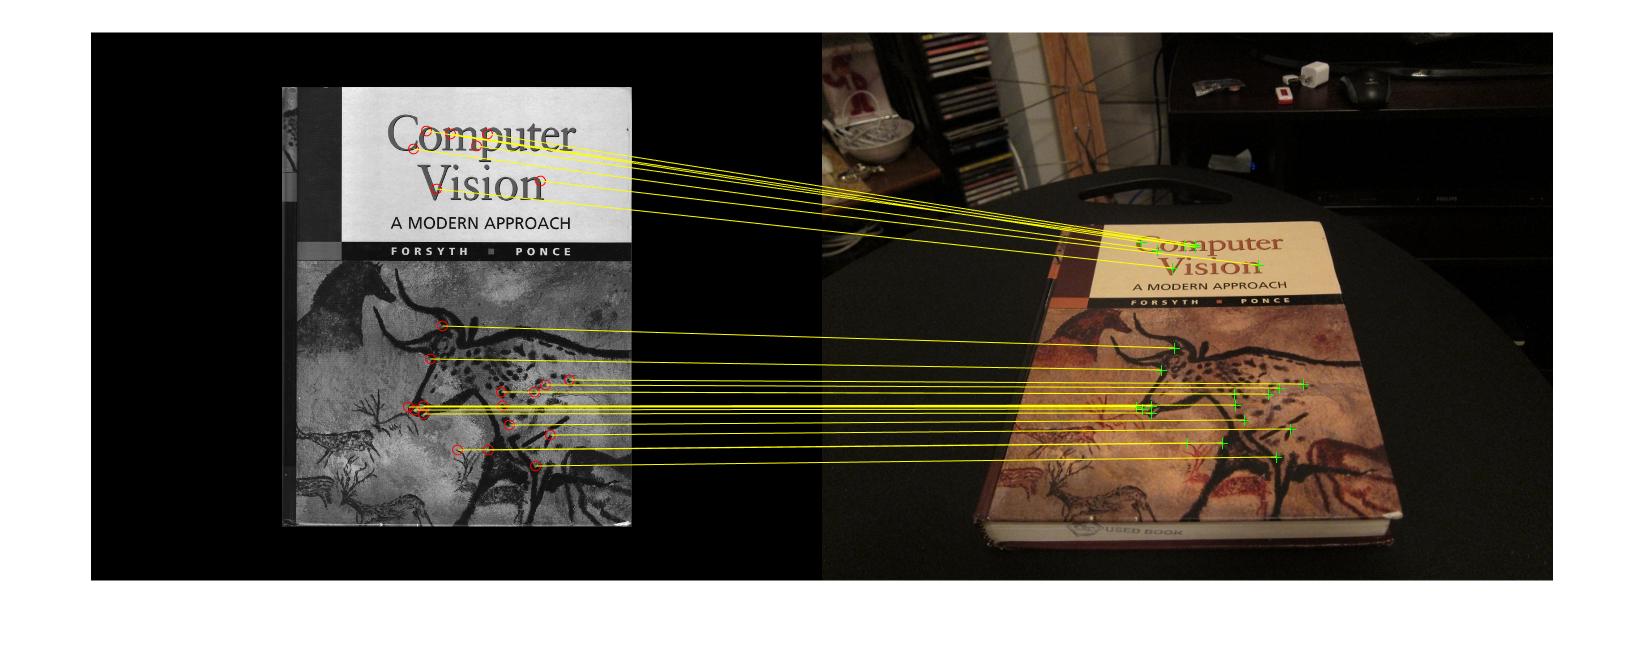 Computer
Vision
A MODERN APPROACH
FORSYTH ▪ PONCE
Computer
Vision
A MODERN APPROACH
FORSYTH ▪ PONCE
USED BOOK